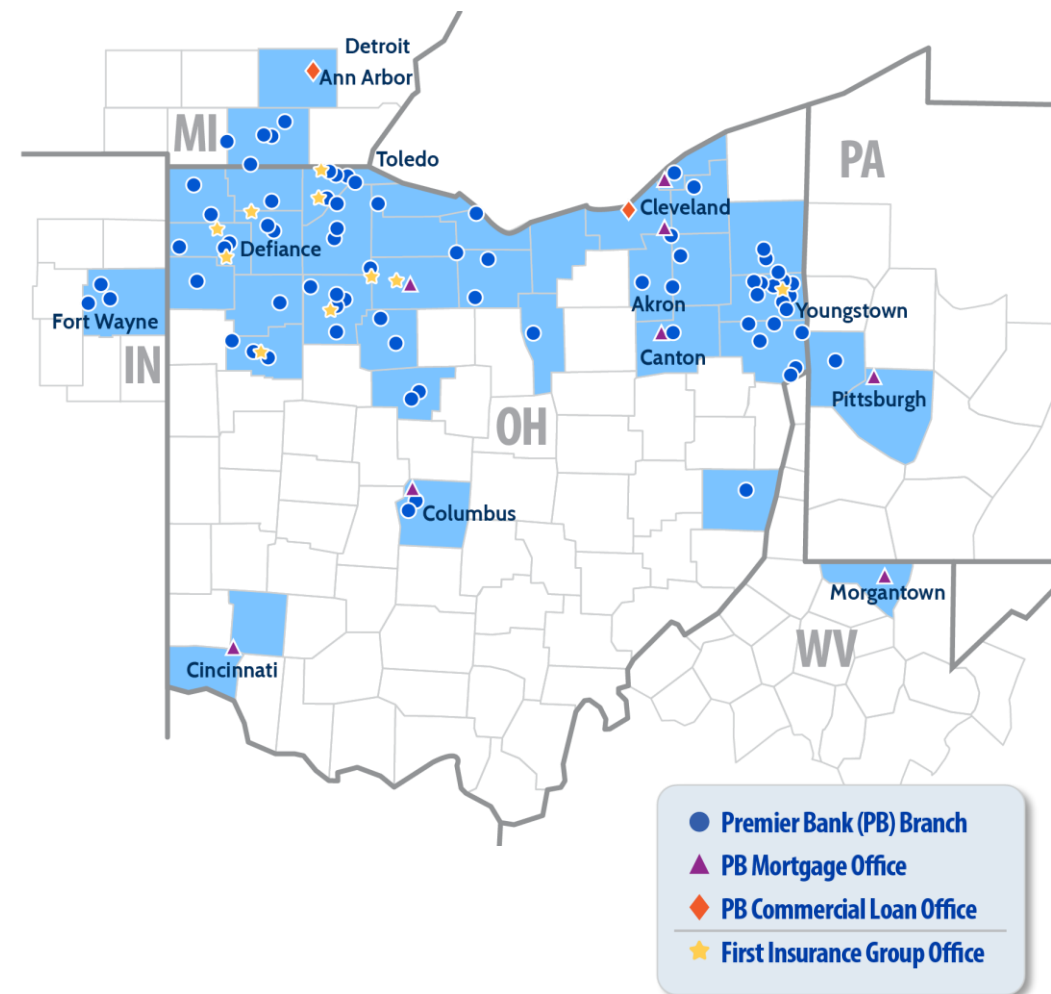 Detroit
Ann Arbor
MI
Toledo
PA
Cleveland
Defiance
Akron
Youngstown
Fort Wayne
Canton
IN
Pittsburgh
OH
Columbus
Morgantown
WV
Cincinnati
Premier Bank (PB) Branch
PB Mortgage Office
PB Commercial Loan Office
First Insurance Group Office